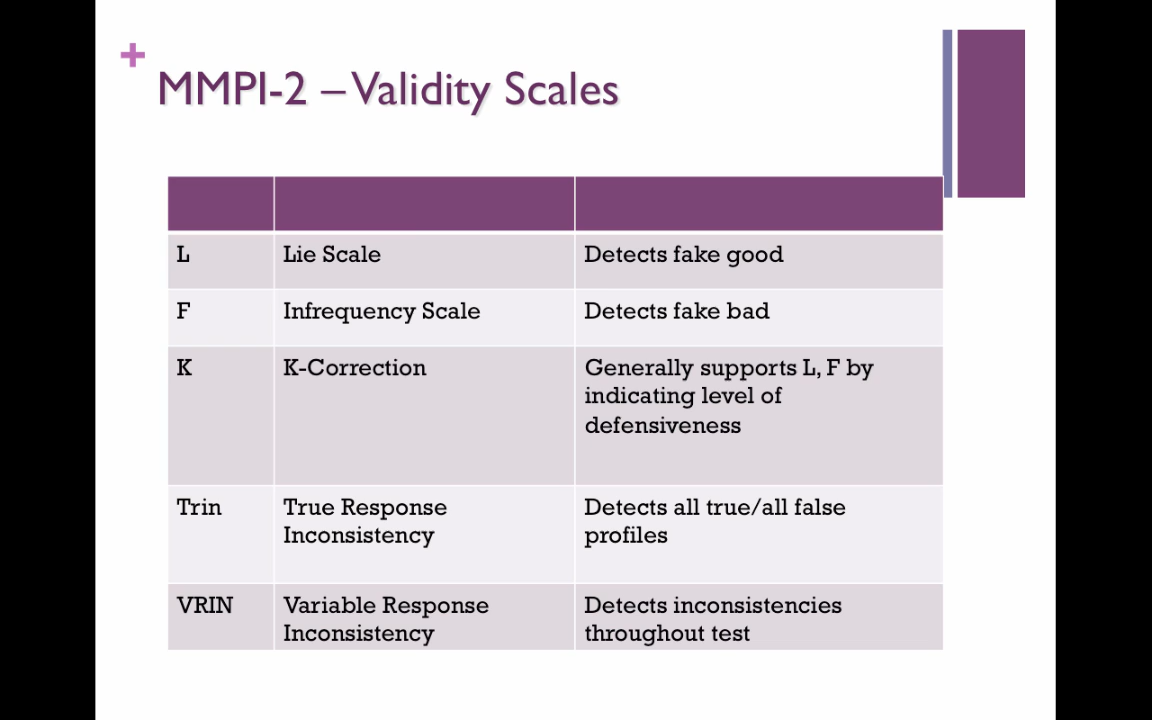 +
MMPI-2 – Validity Scales
L Lie Scale Detects fake good
F Infrequency Scale Detects fake bad
K K-Correction Generally supports L, F by
indicating level of
defensiveness
Trin True Response Detects all true/all false
Inconsistency profiles
VRIN Variable Response Detects inconsistencies
Inconsistency throughout test